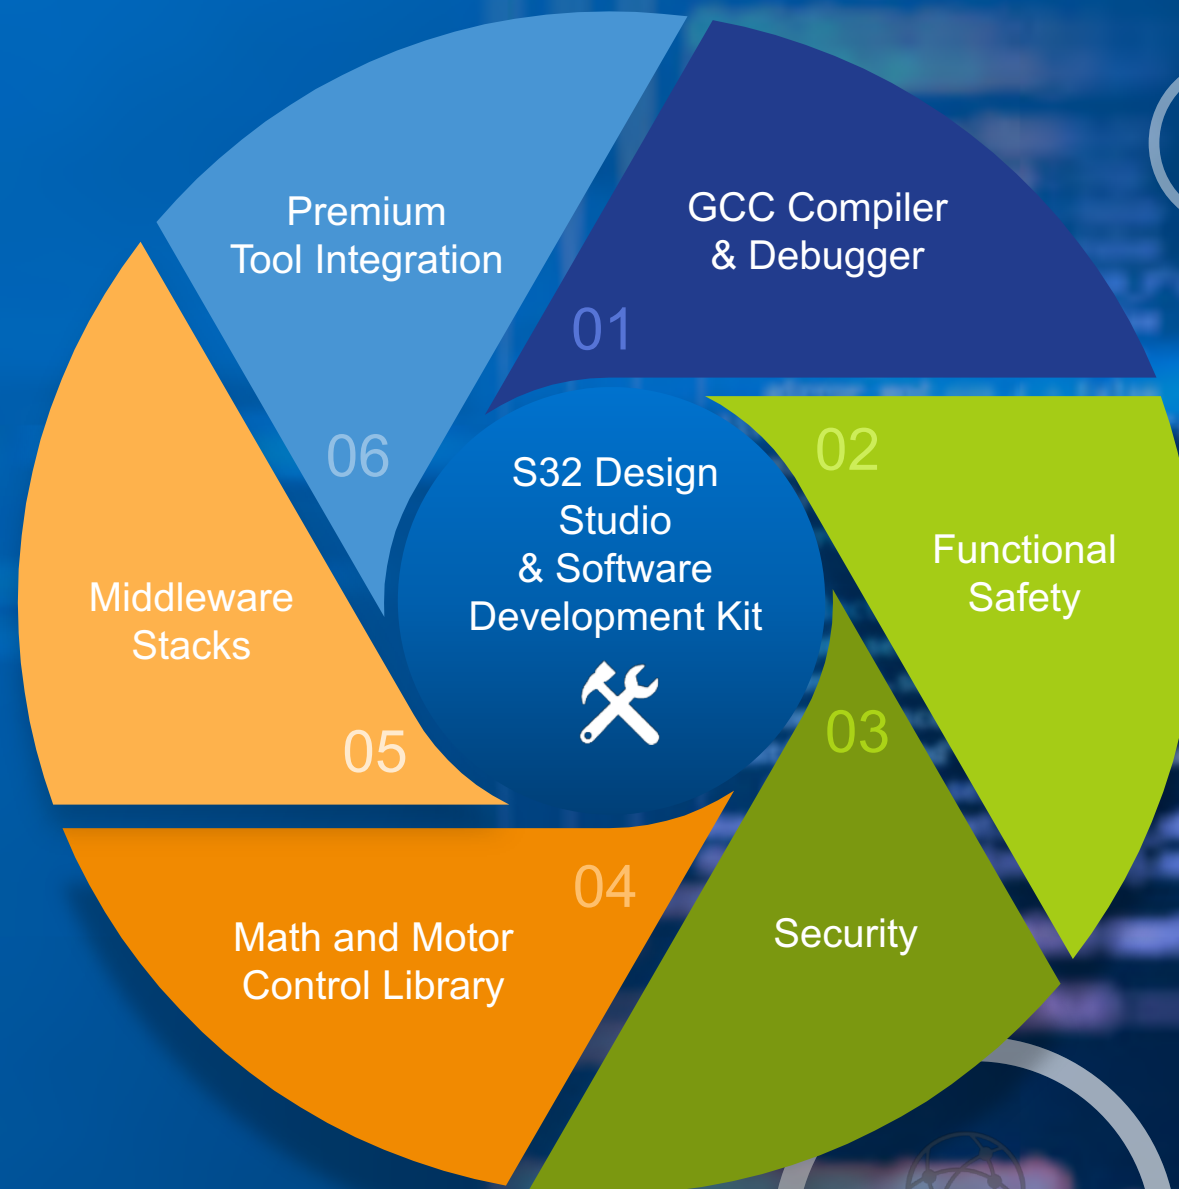 S32 Design
Studio
& Software
Development Kit
01
GCC Compiler
& Debugger
02
Functional
Safety
03
Security
04
Math and Motor
Control Library
05
Middleware
Stacks
06
Premium
Tool Integration